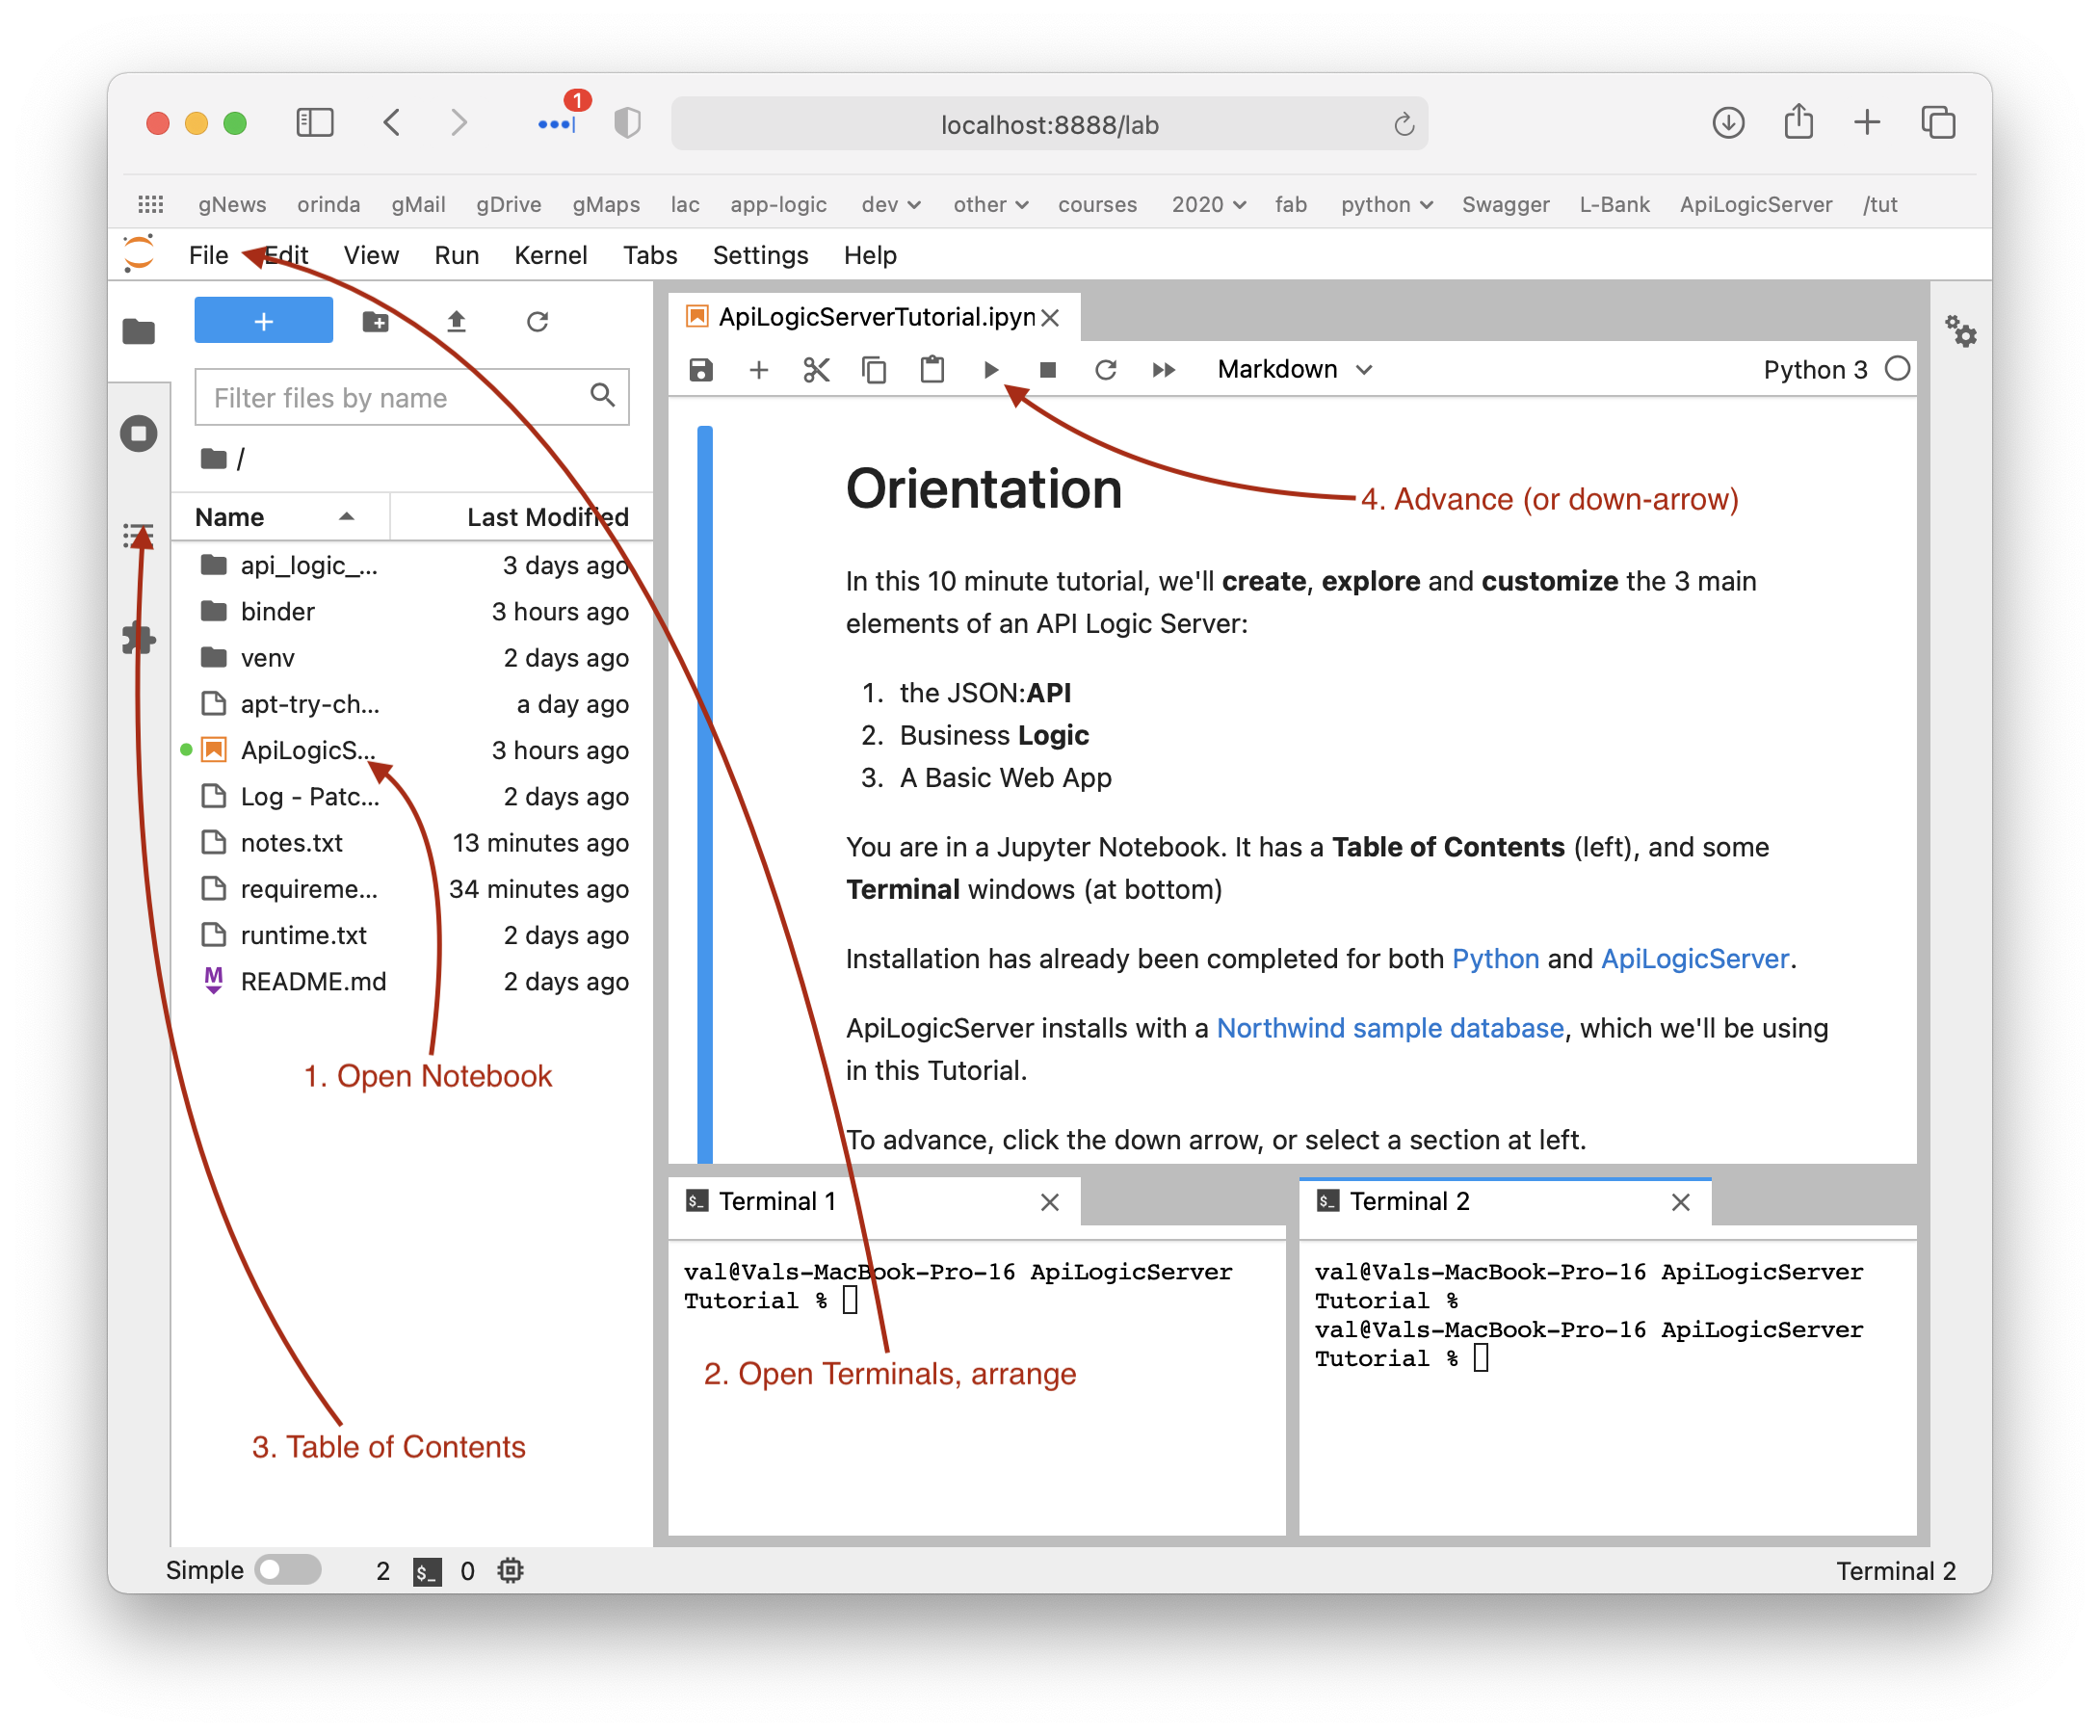 1
localhost:8888/lab
gNews orinda gMail gDrive gMaps lac app-logic dev other courses 2020 fab python Swagger L-Bank ApiLogicServer /tut
File Edit View Run Kernel Tabs Settings Help
+
Filter files by name
/
Name Last Modified
api_logic_... 3 days ago
binder 3 hours ago
venv 2 days ago
apt-try-ch... a day ago
ApiLogicS... 3 hours ago
Log - Patc... 2 days ago
notes.txt 13 minutes ago
requireme... 34 minutes ago
runtime.txt 2 days ago
M README.md 2 days ago
1. Open Notebook
3. Table of Contents
ApiLogicServerTutorial.ipyn
Markdown Python 3
Orientation
4. Advance (or down-arrow)
In this 10 minute tutorial, we'll create, explore and customize the 3 main
elements of an API Logic Server:
1. the JSON:API
2. Business Logic
3. A Basic Web App
You are in a Jupyter Notebook. It has a Table of Contents (left), and some
Terminal windows (at bottom)
Installation has already been completed for both Python and ApiLogicServer.
ApiLogicServer installs with a Northwind sample database, which we'll be using
in this Tutorial.
To advance, click the down arrow, or select a section at left.
$_ Terminal 1
val@Vals-MacBook-Pro-16 ApiLogicServer
Tutorial %
2. Open Terminals, arrange
$_ Terminal 2
val@Vals-MacBook-Pro-16 ApiLogicServer
Tutorial %
val@Vals-MacBook-Pro-16 ApiLogicServer
Tutorial %
Simple 2 $_ 0 Terminal 2